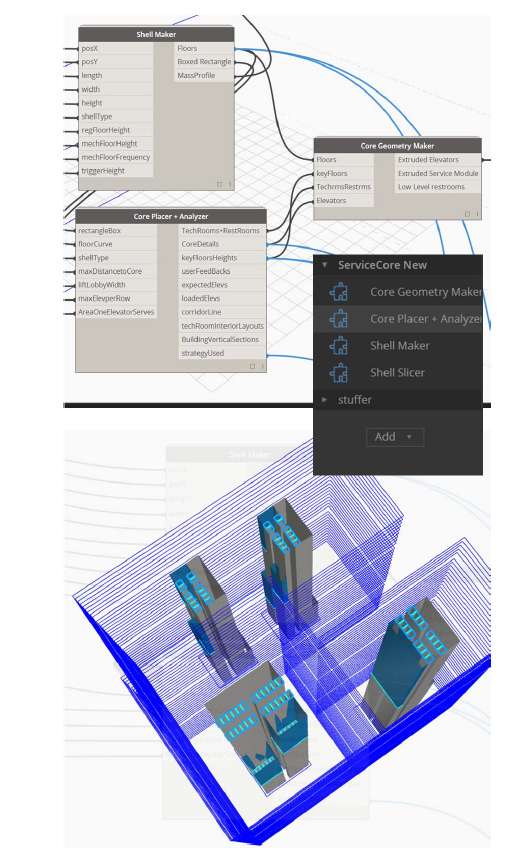 Shell Maker
posX
posY
length
width
height
shellType
regFloorHeight
mechFloorHeight
mechFloorFrequency
triggerHeight
Floors
Boxed Rectangle
MassProfile
Core Geometry Maker
Floors
keyFloors
TechrmsRestrms
Elevators
Extruded Elevators
Extruded Service Module
Low Level restrooms
Core Placer + Analyzer
rectangleBox
floorCurve
shellType
maxDistancetoCore
liftLobbyWidth
maxElevperRow
AreaOneElevatorServes
TechRooms+RestRooms
CoreDetails
keyFloorsHeights
userFeedBacks
expectedElevs
loadedElevs
corridorLine
techRoomInteriorLayouts
BuildingVerticalSections
strategyUsed
ServiceCore New
Core Geometry Maker
Core Placer + Analyze
Shell Maker
Shell Slicer
stuffer
Add
Shell Maker